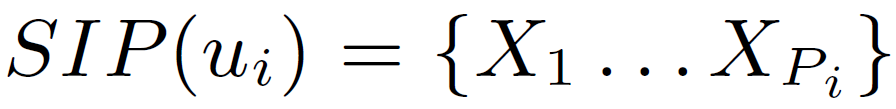 SIP(u_i) = {X_1 ... X_{P_i}}